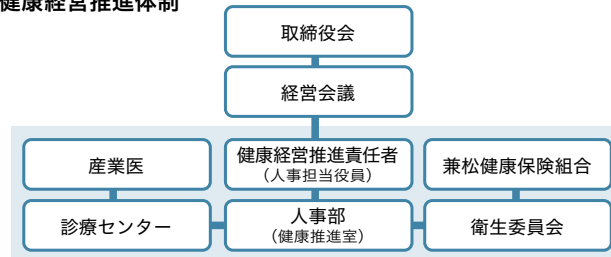 健康経営推進体制
取締役会
経営会議
産業医
健康経営推進責任者
（人事担当役員）
兼松健康保険組合
診療センター
人事部
（健康推進室）
衛生委員会